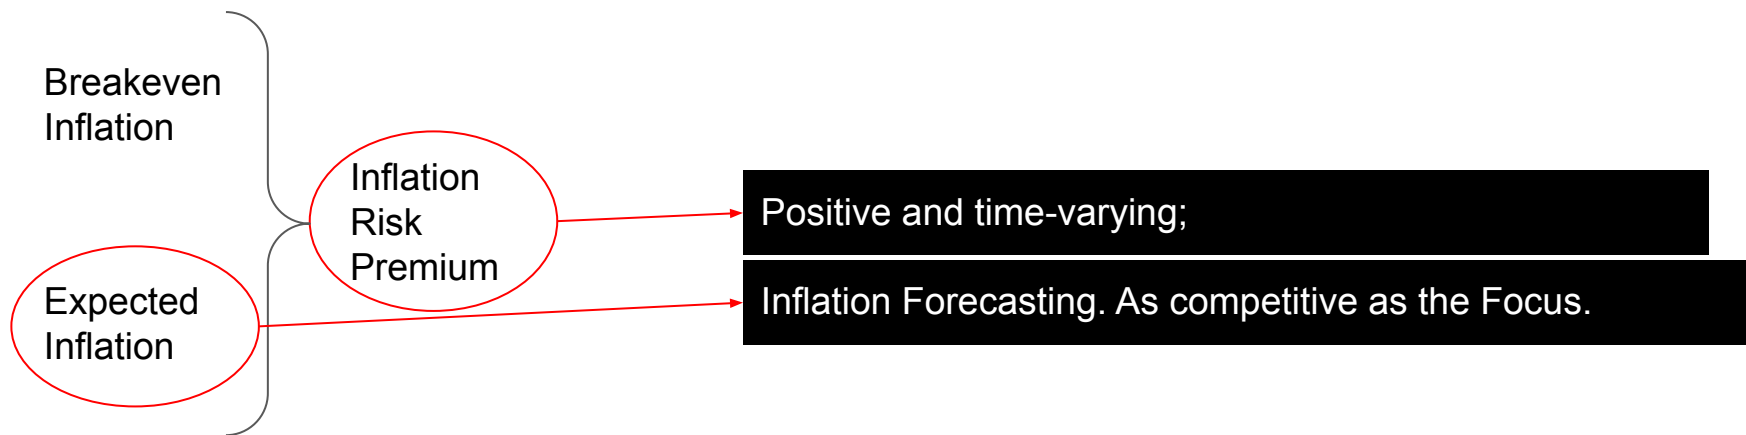 Breakeven
Inflation
Inflation
Risk
Premium
Positive and time-varying;
Expected
Inflation
Inflation Forecasting. As competitive as the Focus.